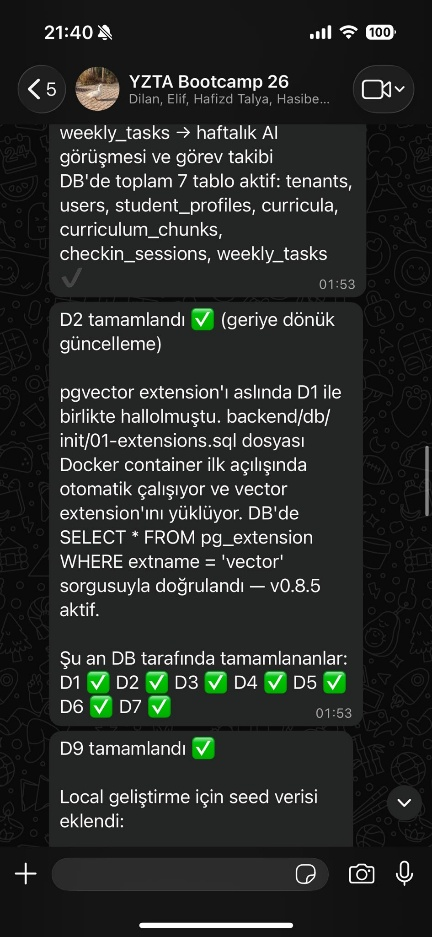 21:40
100
5
YZTA Bootcamp 26
Dilan, Elif, Hafizd Talya, Hasibe...
weekly_tasks → haftalık AI
görüşmesi ve görev takibi
DB'de toplam 7 tablo aktif: tenants,
users, student_profiles, curricula,
curriculum_chunks,
checkin_sessions, weekly_tasks
✓
01:53
D2 tamamlandı ✅ (geriye dönük
güncelleme)
pgvector extension'ı aslında D1 ile
birlikte hallolmuştu. backend/db/
init/01-extensions.sql dosyası
Docker container ilk açılışında
otomatik çalışıyor ve vector
extension'ını yüklüyor. DB'de
SELECT * FROM pg_extension
WHERE extname = 'vector'
sorgusuyla doğrulandı — v0.8.5
aktif.
Şu an DB tarafında tamamlananlar:
D1 ✅ D2 ✅ D3 ✅ D4 ✅ D5 ✅
D6 ✅ D7 ✅
01:53
D9 tamamlandı ✅
Local geliştirme için seed verisi
eklendi: